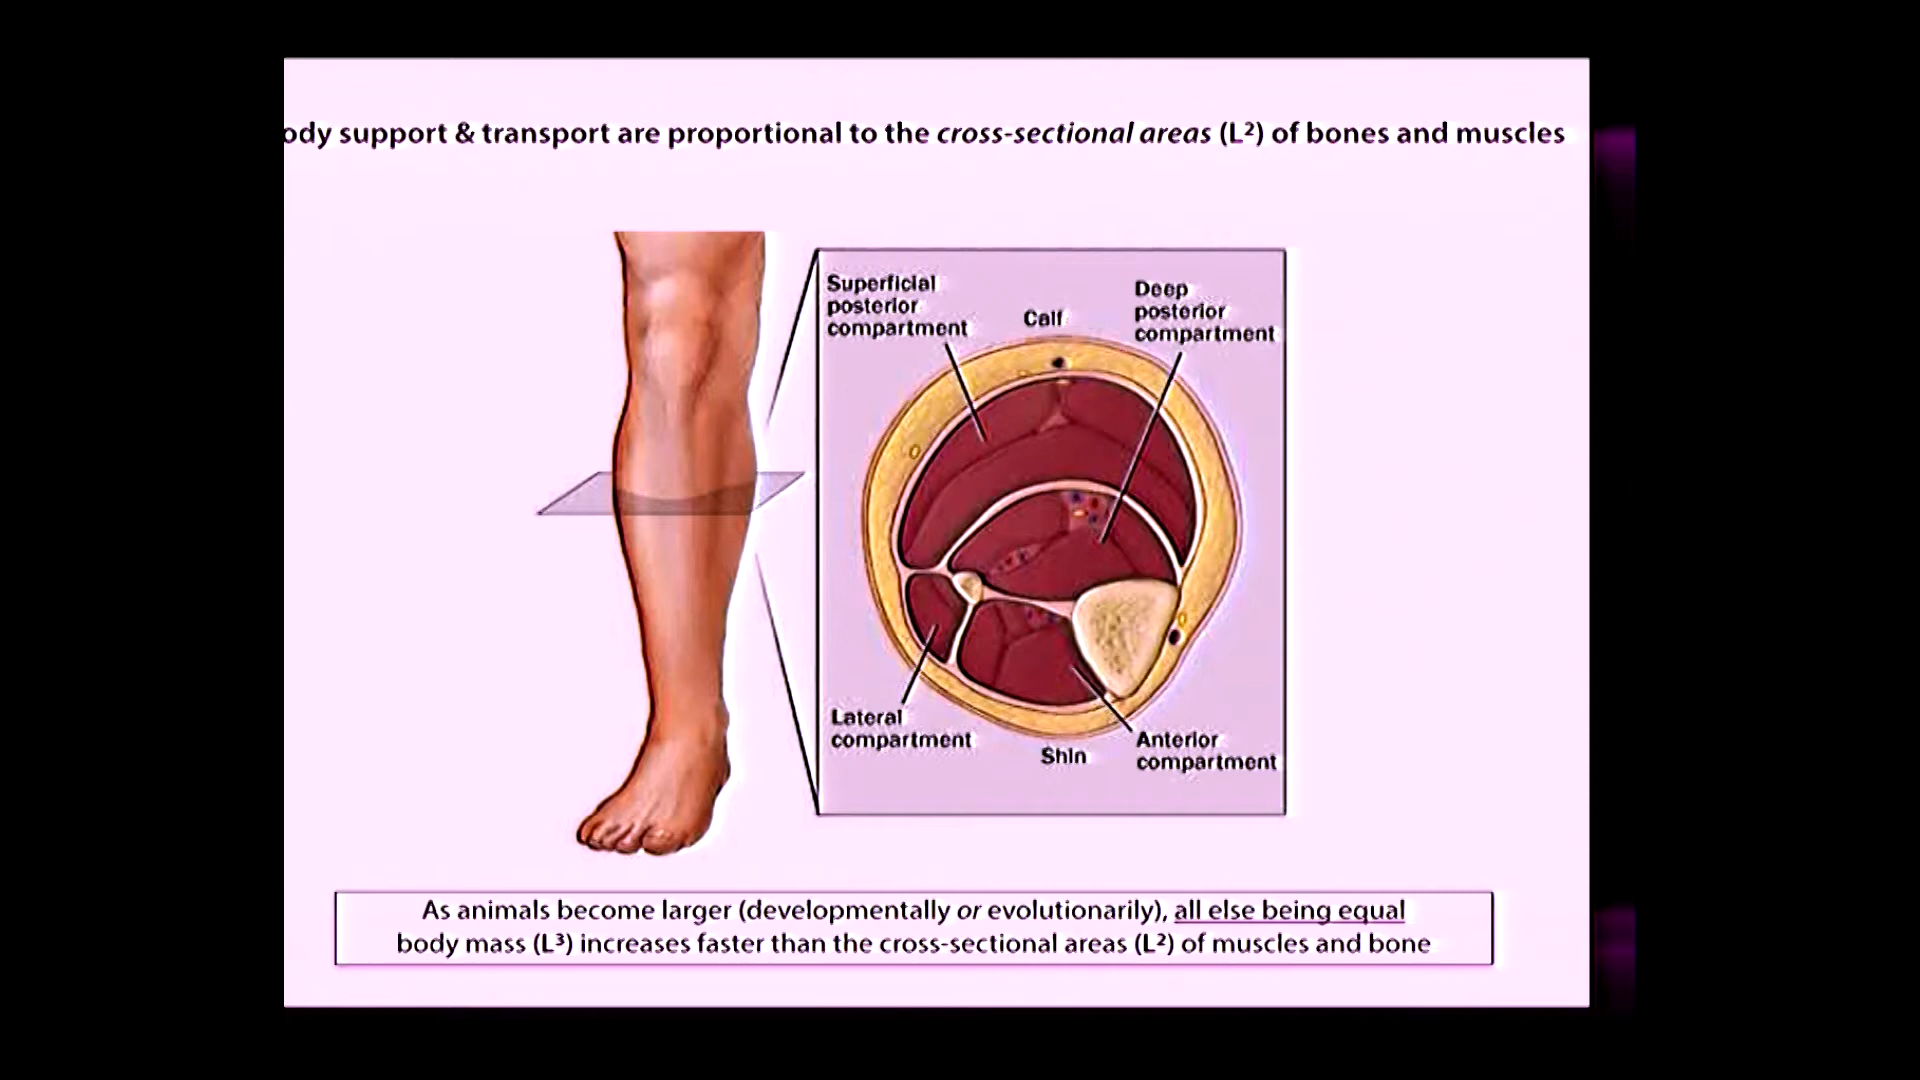 ody support & transport are proportional to the cross-sectional areas (L²) of bones and muscles
Superficial
posterior
compartment
Calf
Deep
posterior
compartment
Lateral
compartment
Shin
Anterior
compartment
As animals become larger (developmentally or evolutionarily), all else being equal
body mass (L³) increases faster than the cross-sectional areas (L²) of muscles and bone